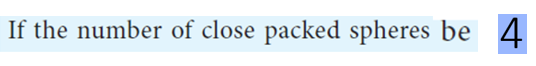 If the number of close packed spheres be 4